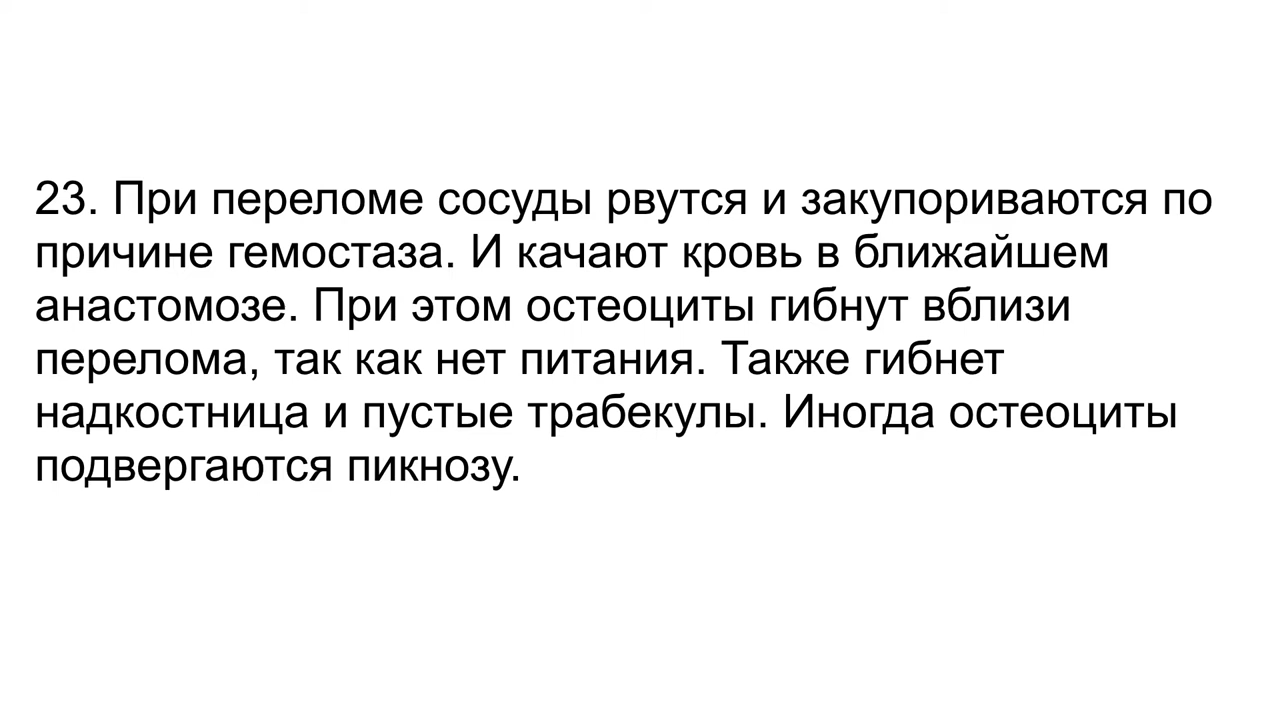 23. При переломе сосуды рвутся и закупориваются по
причине гемостаза. И качают кровь в ближайшем
анастомозе. При этом остеоциты гибнут вблизи
перелома, так как нет питания. Также гибнет
надкостница и пустые трабекулы. Иногда остеоциты
подвергаются пикнозу.